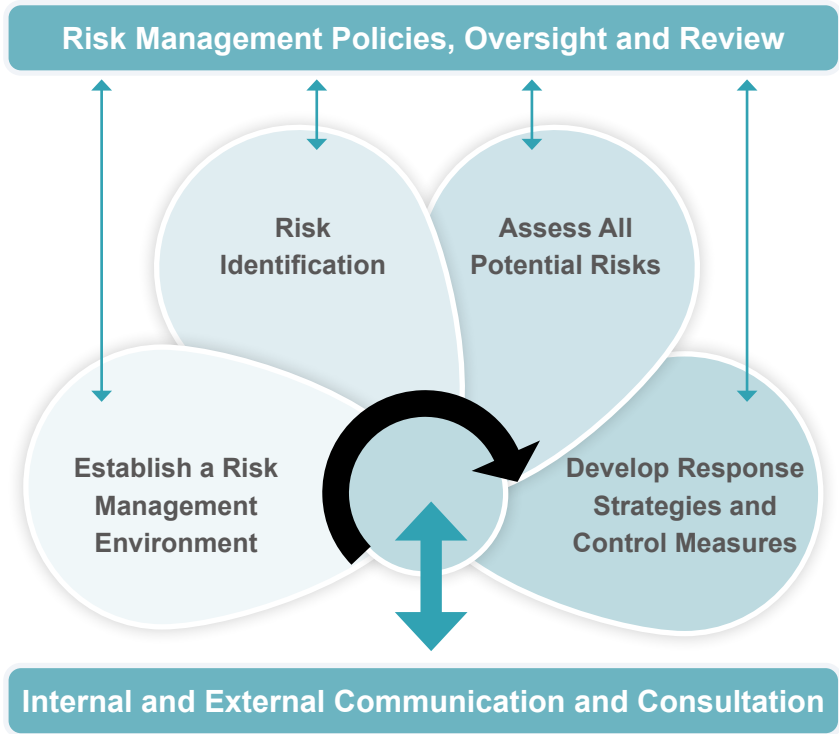 Risk Management Policies, Oversight and Review
Risk
Identification
Assess All
Potential Risks
Establish a Risk
Management
Environment
Develop Response
Strategies and
Control Measures
Internal and External Communication and Consultation